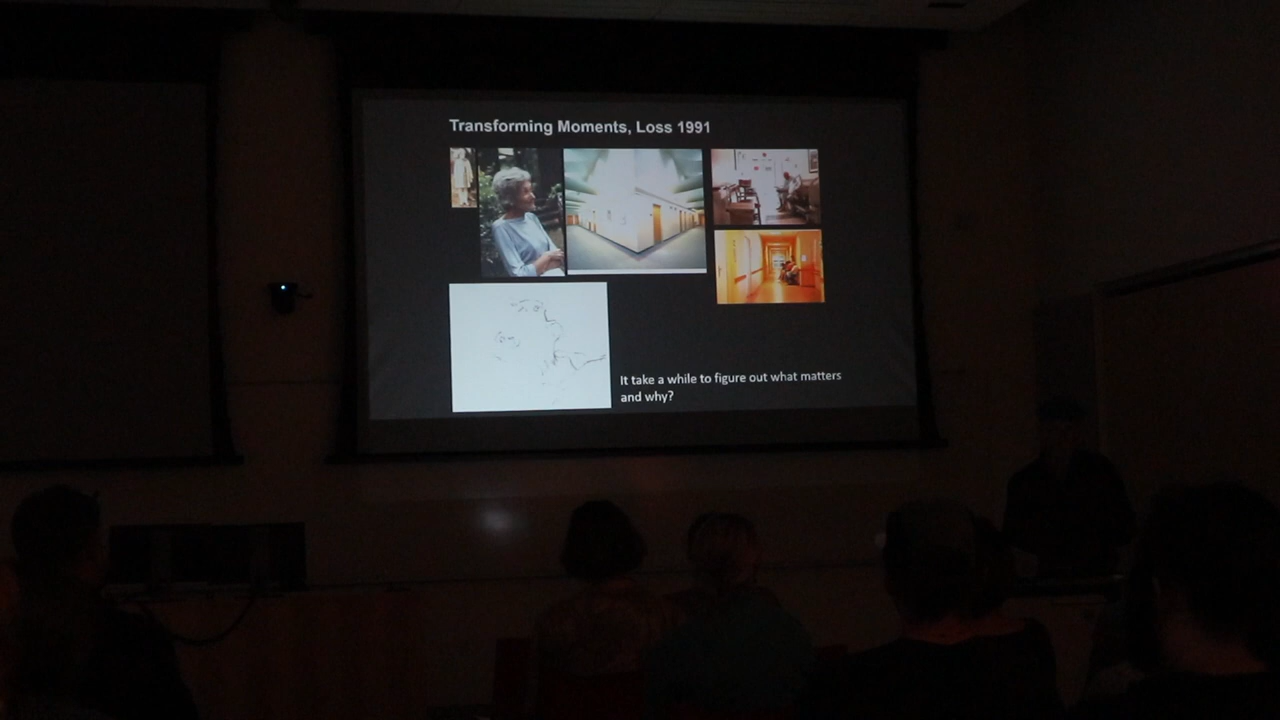 Transforming Moments, Loss 1991
It take a while to figure out what matters
and why?